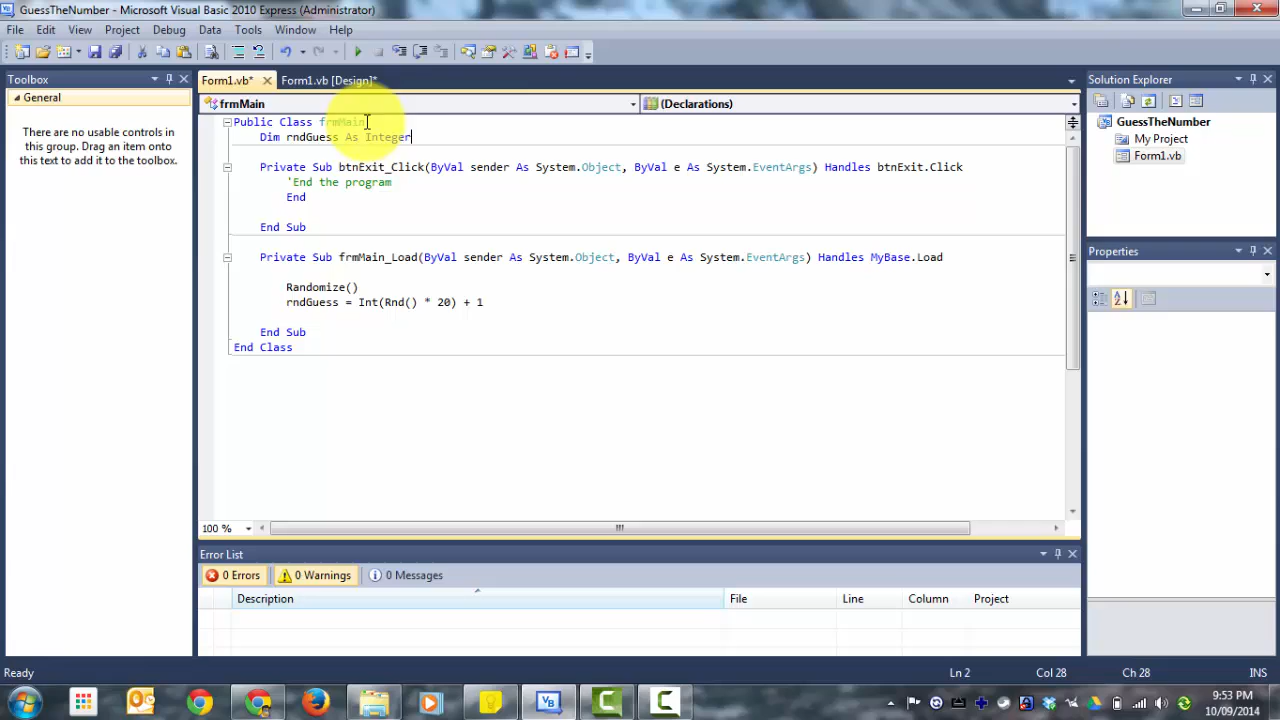 GuessTheNumber - Microsoft Visual Basic 2010 Express (Administrator)
File Edit View Project Debug Data Tools Window Help
Toolbox
General
There are no usable controls in this group. Drag an item onto this text to add it to the toolbox.
Form1.vb* Form1.vb [Design]*
frmMain (Declarations)
Public Class frmMain
Dim rndGuess As Integer
Private Sub btnExit_Click(ByVal sender As System.Object, ByVal e As System.EventArgs) Handles btnExit.Click
'End the program
End
End Sub
Private Sub frmMain_Load(ByVal sender As System.Object, ByVal e As System.EventArgs) Handles MyBase.Load
Randomize()
rndGuess = Int(Rnd() * 20) + 1
End Sub
End Class
100 %
Error List
0 Errors 0 Warnings 0 Messages
Description File Line Column Project
Solution Explorer
GuessTheNumber
My Project
Form1.vb
Properties
Ready Ln 2 Col 28 Ch 28 INS
9:53 PM
10/09/2014